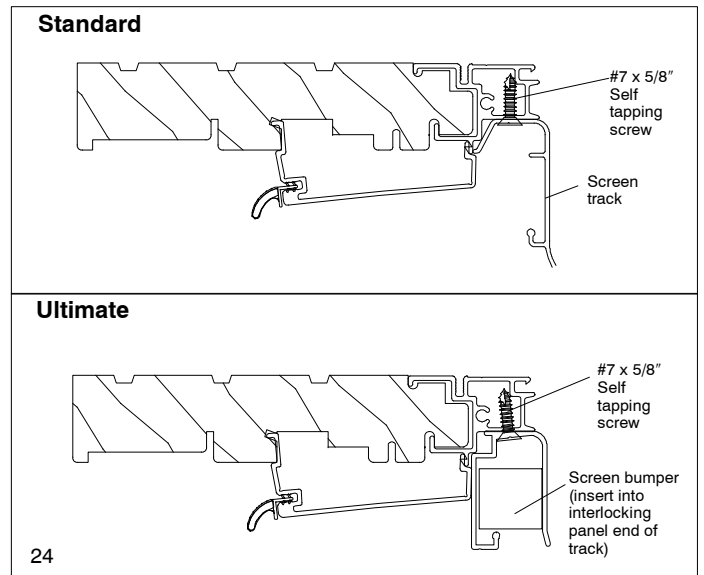 Standard
#7 x 5/8″
Self
tapping
screw
Screen
track
Ultimate
#7 x 5/8″
Self
tapping
screw
Screen bumper
(insert into
interlocking
panel end of
track)
24